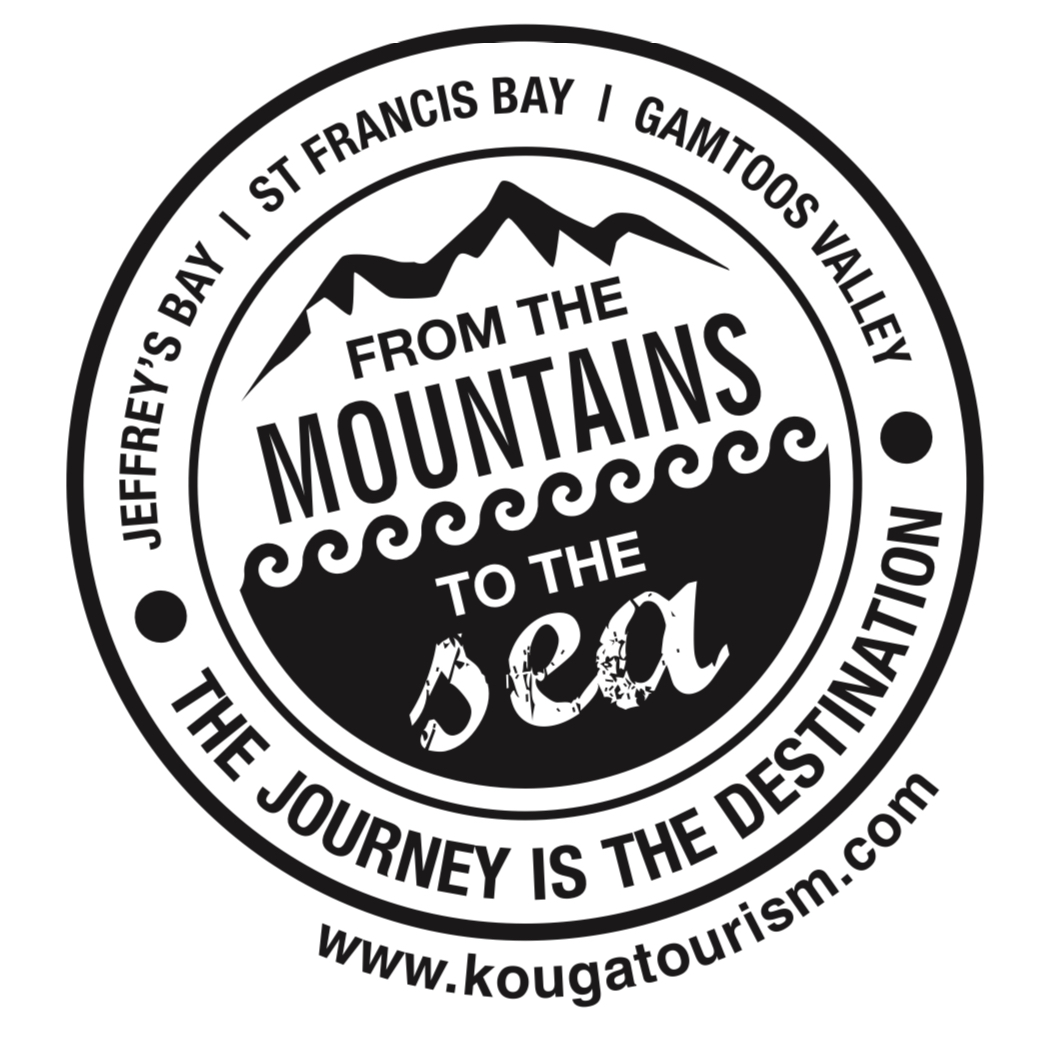 JEFFREY'S BAY | ST FRANCIS BAY | GAMTOOS VALLEY
FROM THE
MOUNTAINS
TO THE
sea
THE JOURNEY IS THE DESTINATION
www.kougatourism.com